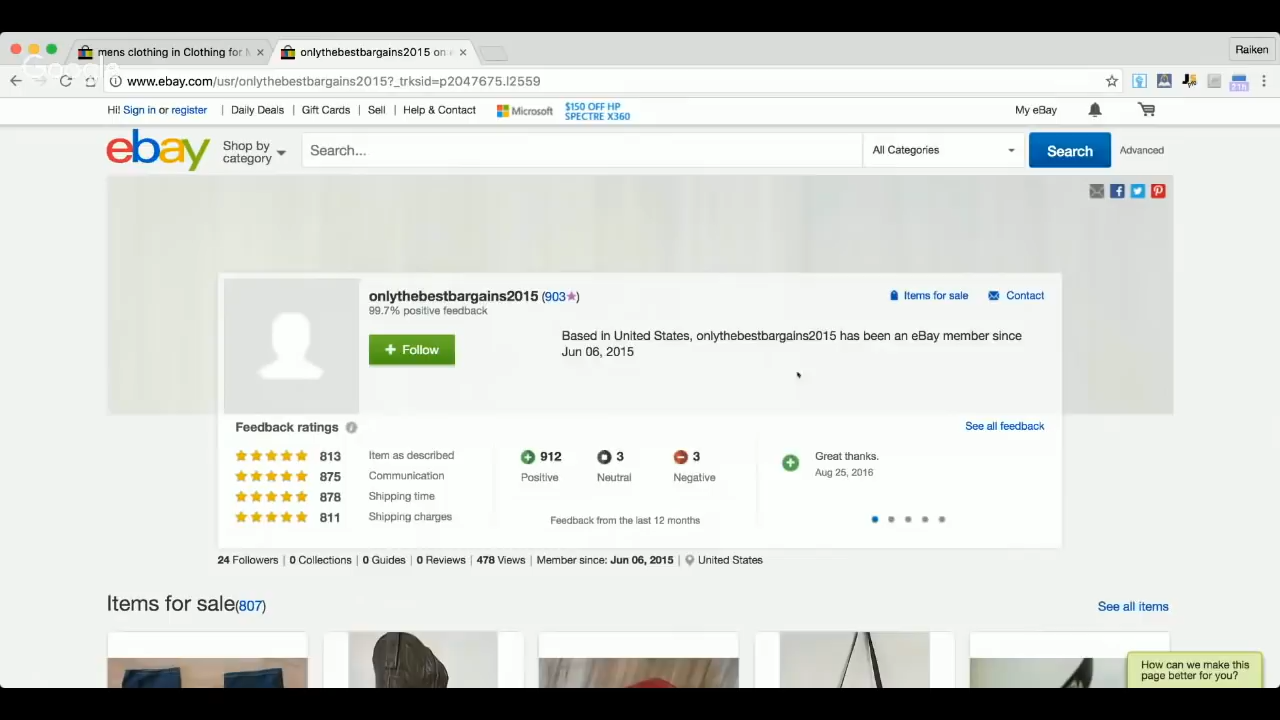 mens clothing in Clothing for M
onlythebestbargains2015 on
Raiken
Google
www.ebay.com/usr/onlythebestbargains2015?_trksid=p2047675.l2559
Hi! Sign in or register | Daily Deals | Gift Cards | Sell | Help & Contact
Microsoft
$150 OFF HP
SPECTRE X360
My eBay
ebay
Shop by
category
Search...
All Categories
Search
Advanced
onlythebestbargains2015 (903)
99.7% positive feedback
Items for sale
Contact
+ Follow
Based in United States, onlythebestbargains2015 has been an eBay member since
Jun 06, 2015
Feedback ratings
See all feedback
813 Item as described
875 Communication
878 Shipping time
811 Shipping charges
912
Positive
3
Neutral
3
Negative
Feedback from the last 12 months
Great thanks.
Aug 25, 2016
24 Followers | 0 Collections | 0 Guides | 0 Reviews | 478 Views | Member since: Jun 06, 2015 | United States
Items for sale(807)
See all items
How can we make this
page better for you?